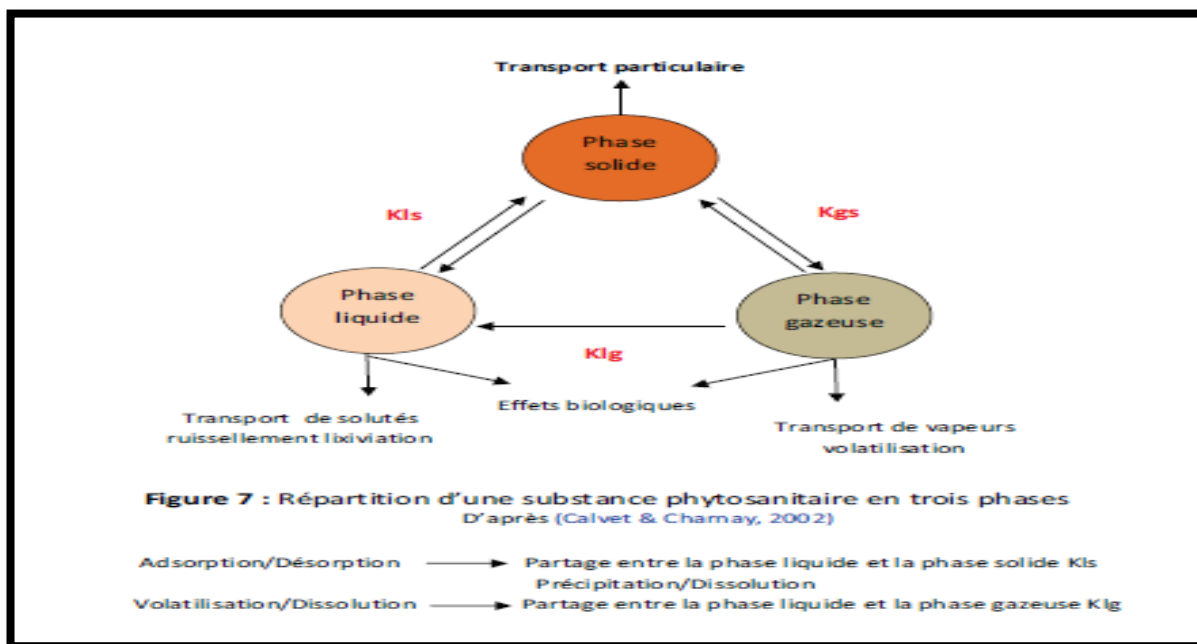 Transport particulaire
Phase
solide
Kls
Kgs
Phase
liquide
Phase
gazeuse
Klg
Effets biologiques
Transport de solutés
ruissellement lixiviation
Transport de vapeurs
volatilisation
Figure 7 : Répartition d'une substance phytosanitaire en trois phases
D'après (Calvet & Charnay, 2002)
Adsorption/Désorption Partage entre la phase liquide et la phase solide Kls
Précipitation/Dissolution
Volatilisation/Dissolution Partage entre la phase liquide et la phase gazeuse Klg